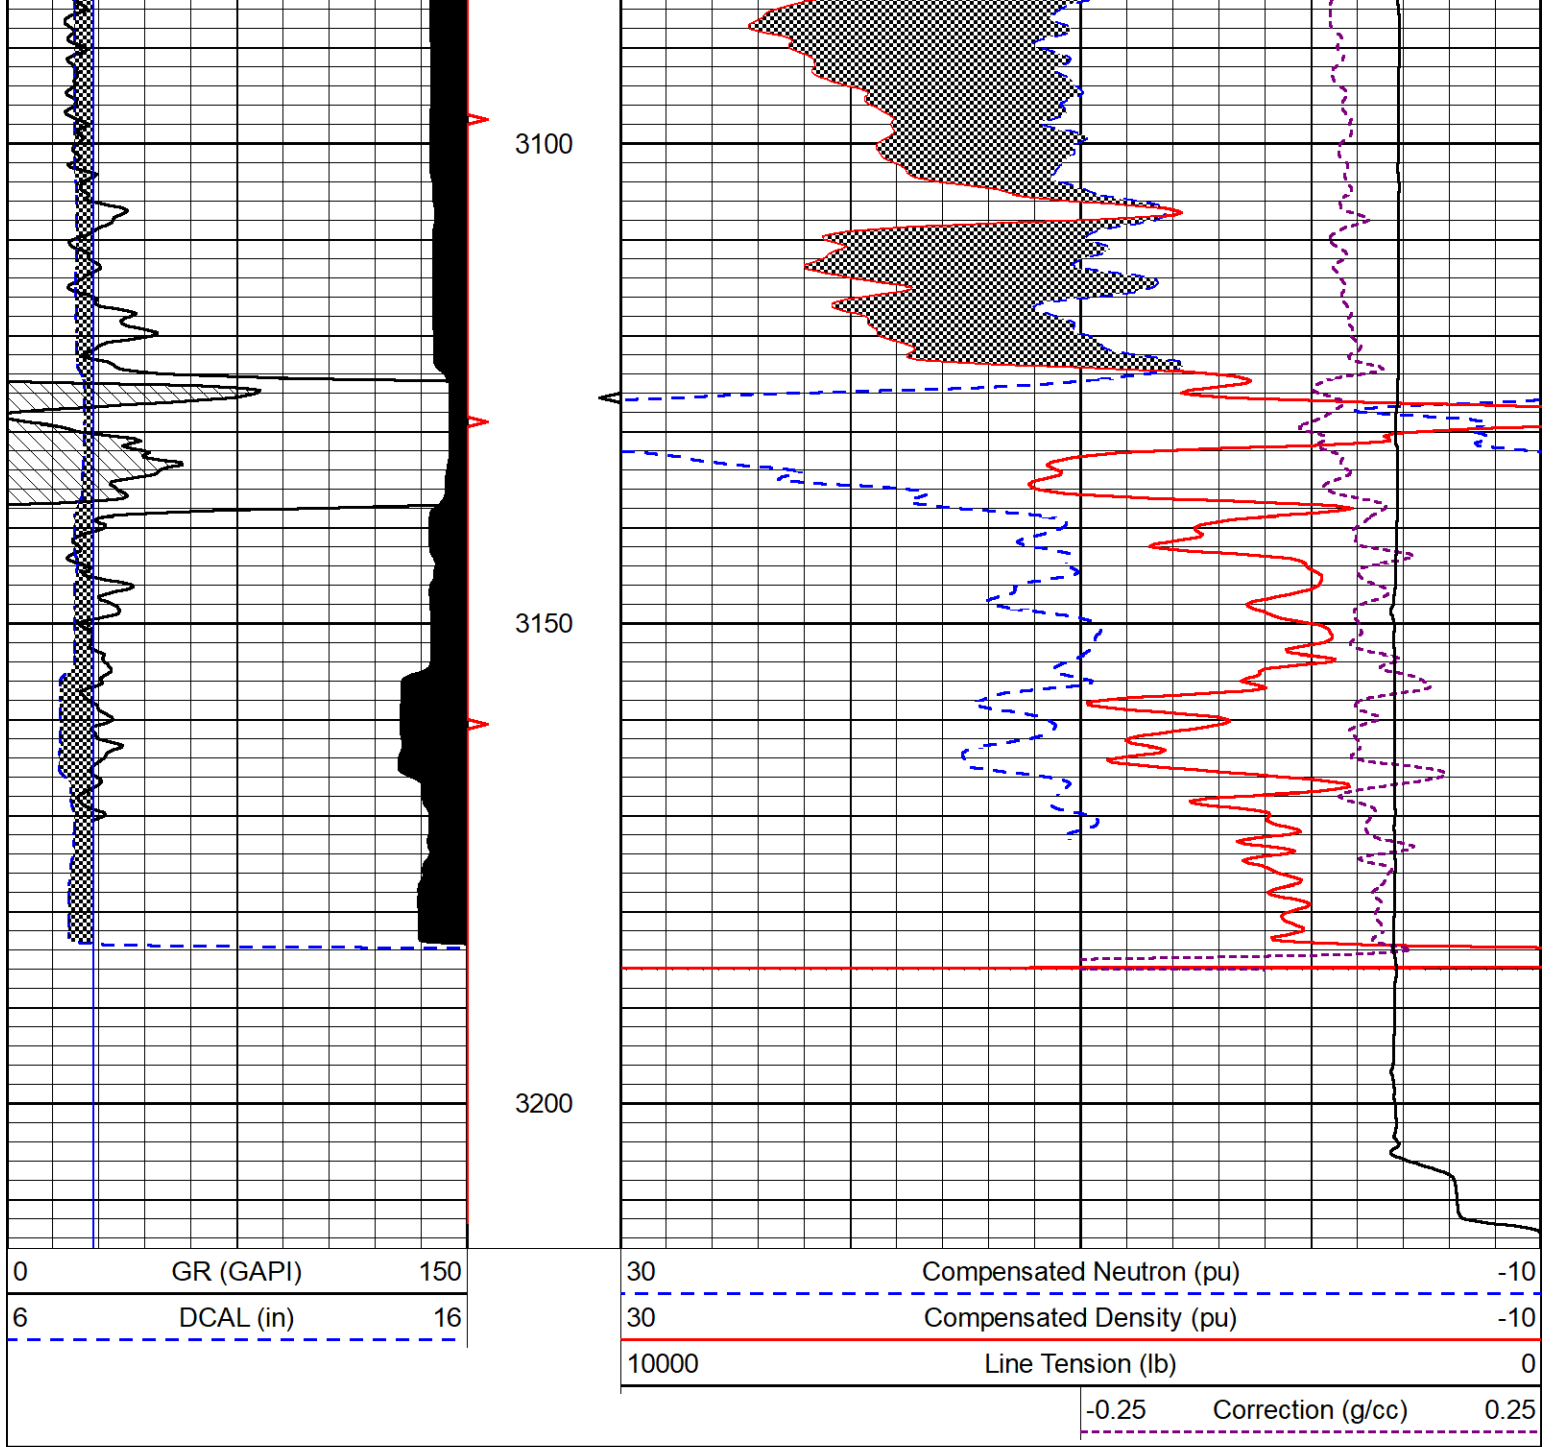 3100
3150
3200
0 GR (GAPI) 150
6 DCAL (in) 16
30 Compensated Neutron (pu) -10
30 Compensated Density (pu) -10
10000 Line Tension (lb) 0
-0.25 Correction (g/cc) 0.25